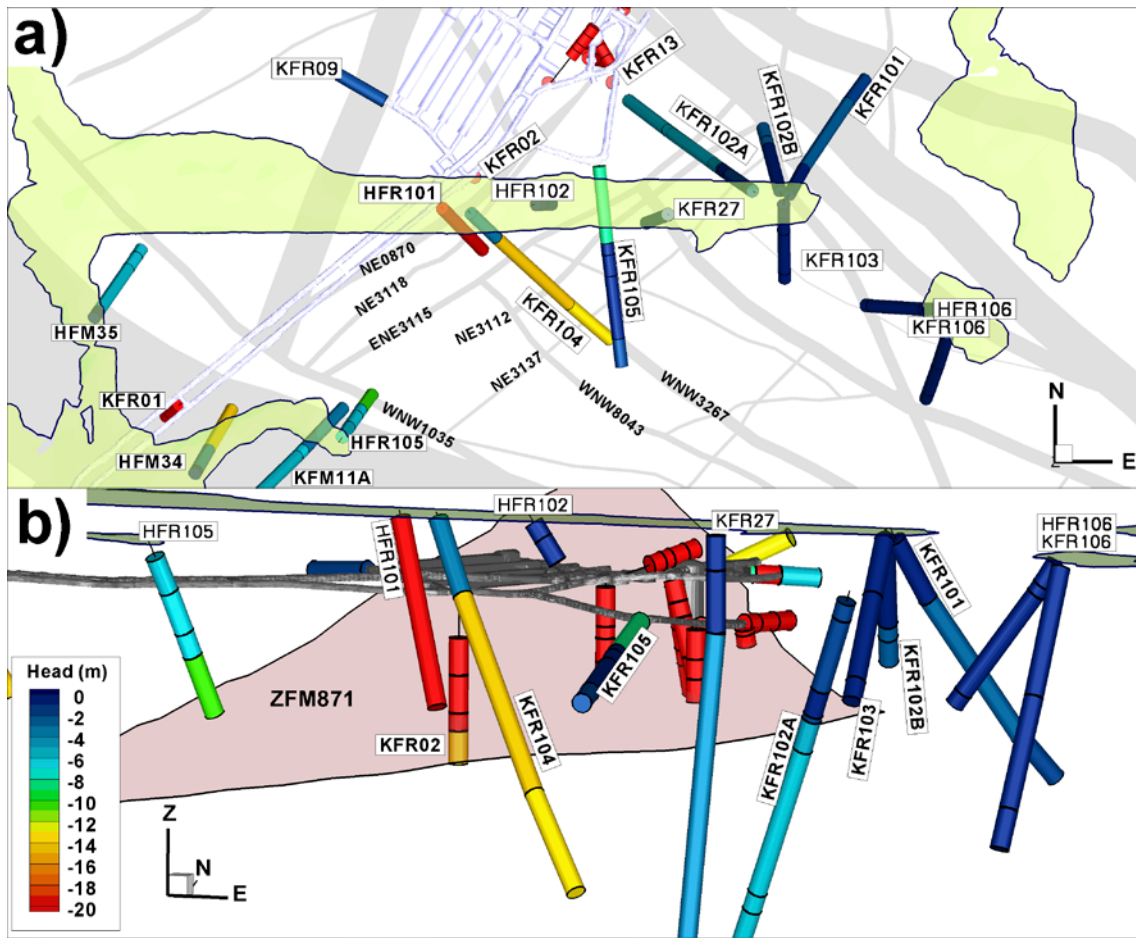 a)
KFR09
KFR13
KFR101
KFR102B
KFR102A
KFR02
HFR101
HFR102
KFR27
KFR103
KFR105
NE0870
NE3118
ENE3115
NE3112
KFR104
NE3137
HFM35
HFR106
KFR106
WNW3267
WNW8043
WNW1035
KFR01
HFR105
HFM34
KFM11A
N
E
b)
HFR105
HFR101
HFR102
KFR27
HFR106
KFR106
KFR101
KFR105
KFR102B
KFR103
KFR102A
ZFM871
KFR02
KFR104
Head (m)
0
-2
-4
-6
-8
-10
-12
-14
-16
-18
-20
Z
N
E